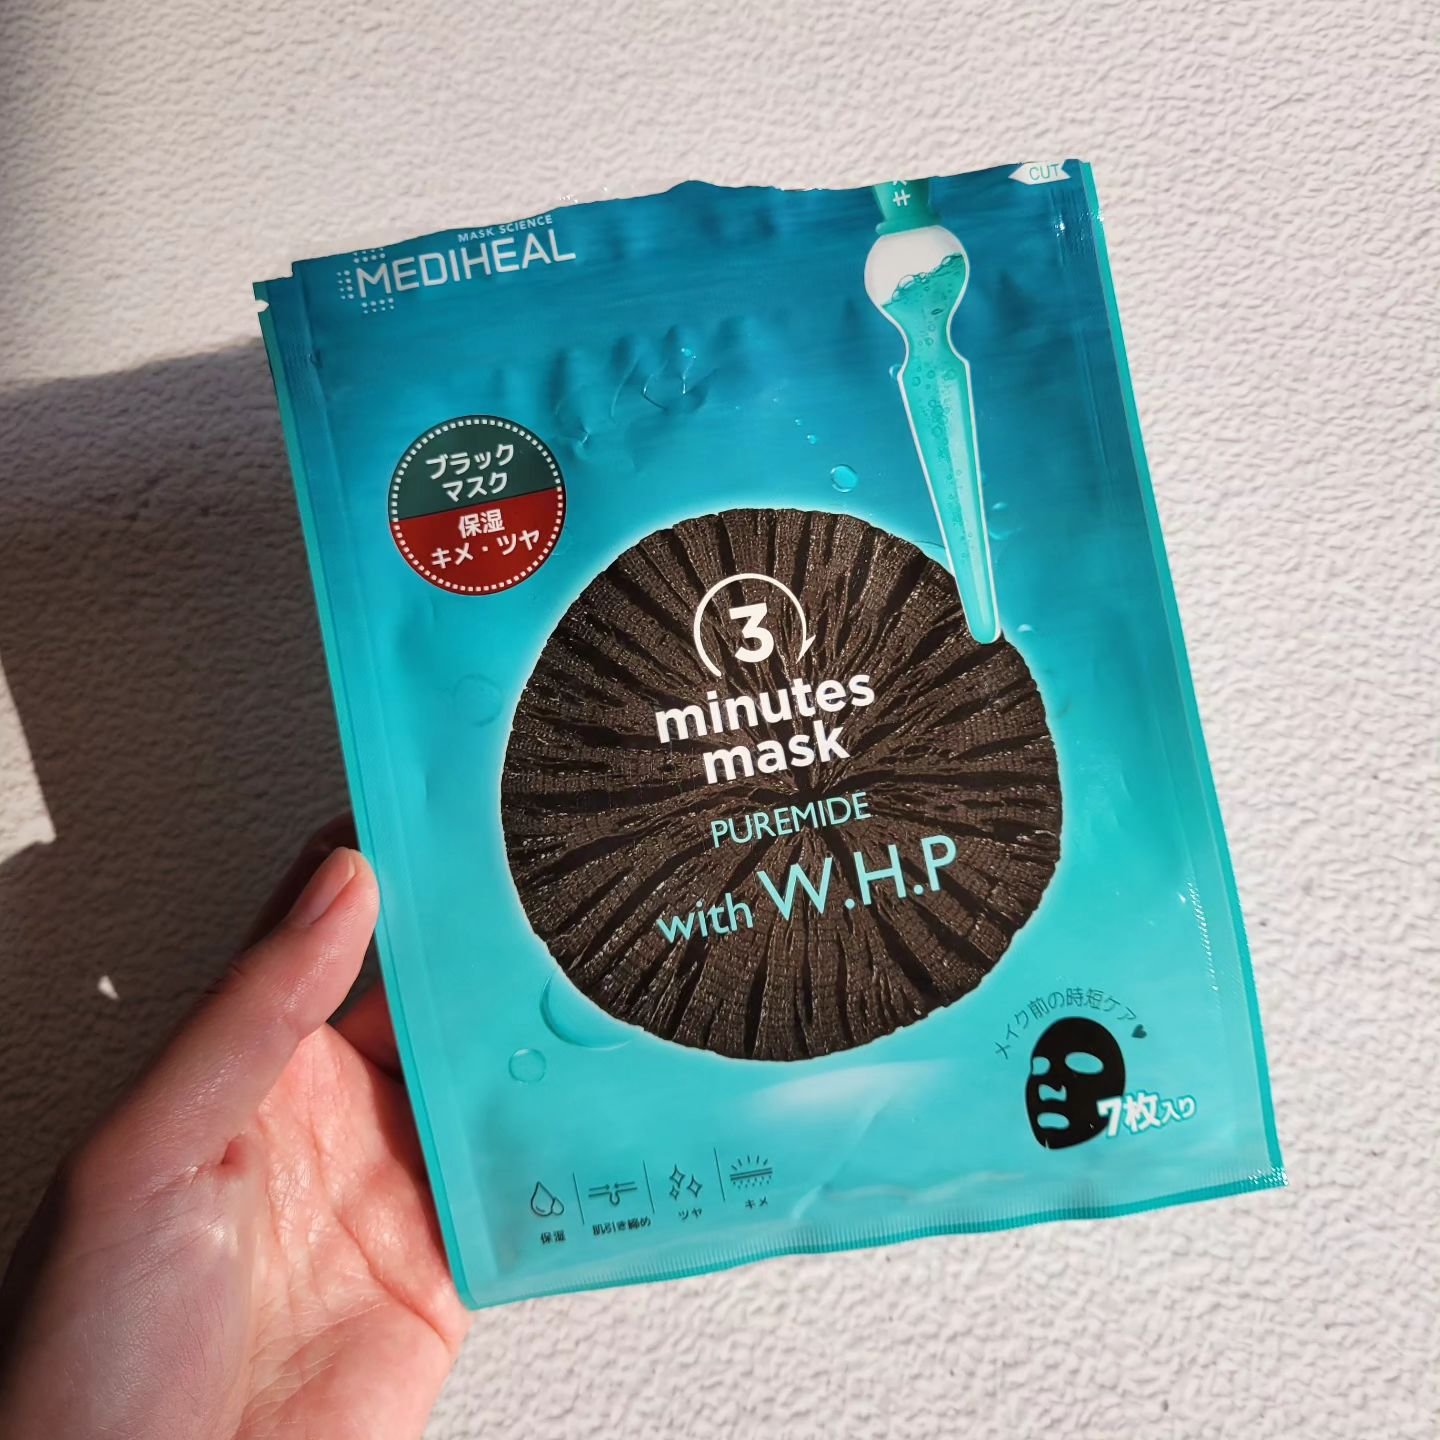 MASK SCIENCE
MEDIHEAL
CUT
ブラック
マスク
保湿
キメ・ツヤ
3
minutes
mask
PUREMIDE
with W.H.P
メイク前の時短ケア
7枚入り
保湿
肌引き締め
ツヤ
キメ